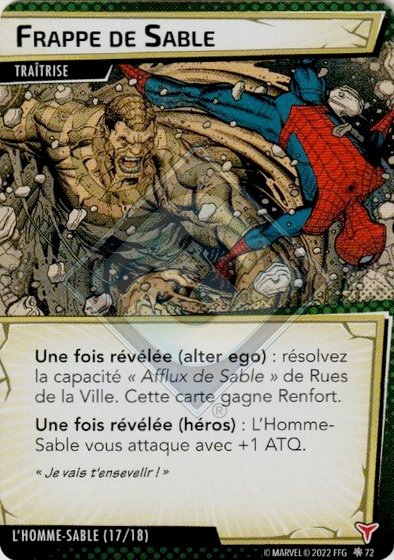 FRAPPE DE SABLE
TRAÎTRISE
Une fois révélée (alter ego) : résolvez
la capacité « Afflux de Sable » de Rues
de la Ville. Cette carte gagne Renfort.
Une fois révélée (héros) : L'Homme-
Sable vous attaque avec +1 ATQ.
« Je vais t'ensevelir ! »
L'HOMME-SABLE (17/18)
© MARVEL © 2022 FFG 72